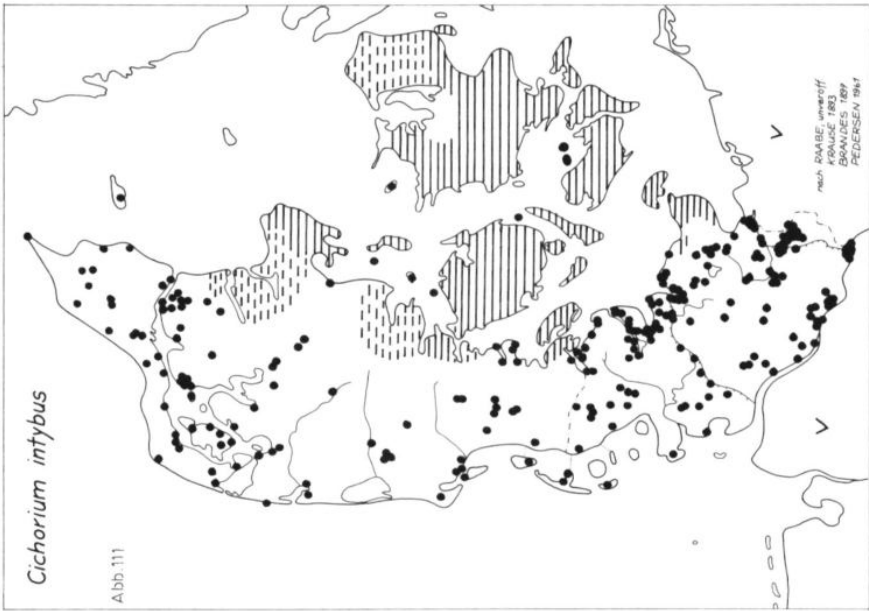 Cichorium intybus
Abb.111
nach RAABE, unveröff
KRAUSE 1893
BRANDES 1897
PEDERSEN 1961
V
V